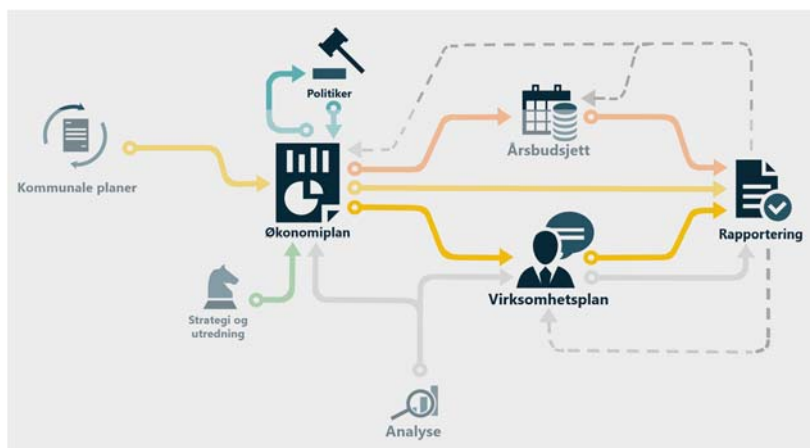 Politiker
Årsbudsjett
Kommunale planer
Økonomiplan
Rapportering
Virksomhetsplan
Strategi og
utredning
Analyse